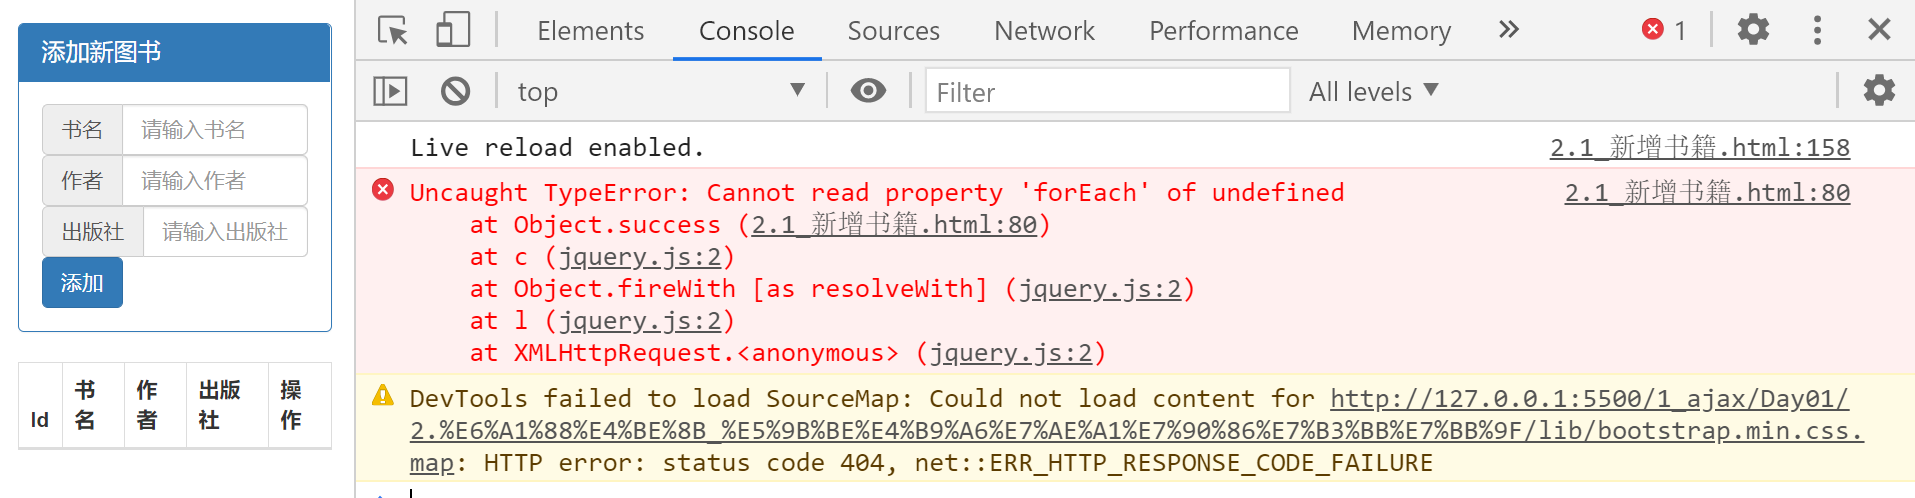 添加新图书
书名 请输入书名
作者 请输入作者
出版社 请输入出版社
添加
Id 书名 作者 出版社 操作
Elements Console Sources Network Performance Memory 1
top Filter All levels
Live reload enabled. 2.1_新增书籍.html:158
Uncaught TypeError: Cannot read property 'forEach' of undefined 2.1_新增书籍.html:80
at Object.success (2.1_新增书籍.html:80)
at c (jquery.js:2)
at Object.fireWith [as resolveWith] (jquery.js:2)
at l (jquery.js:2)
at XMLHttpRequest.<anonymous> (jquery.js:2)
DevTools failed to load SourceMap: Could not load content for http://127.0.0.1:5500/1_ajax/Day01/
2.%E6%A1%88%E4%BE%8B_%E5%9B%BE%E4%B9%A6%E7%AE%A1%E7%90%86%E7%B3%BB%E7%BB%9F/lib/bootstrap.min.css.
map: HTTP error: status code 404, net::ERR_HTTP_RESPONSE_CODE_FAILURE